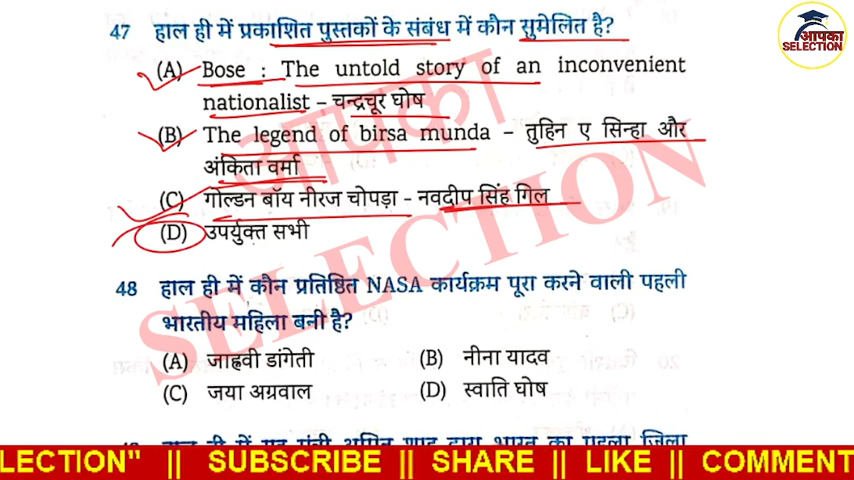 आपका
SELECTION
47 हाल ही में प्रकाशित पुस्तकों के संबंध में कौन सुमेलित है?
(A) Bose : The untold story of an inconvenient
nationalist – चन्द्रचूर घोष
(B) The legend of birsa munda – तुहिन ए सिन्हा और
अंकिता वर्मा
(C) गोल्डन बॉय नीरज चोपड़ा - नवदीप सिंह गिल
(D) उपर्युक्त सभी
आपका
SELECTION
48 हाल ही में कौन प्रतिष्ठित NASA कार्यक्रम पूरा करने वाली पहली
भारतीय महिला बनी है?
(A) जाह्नवी डांगेती (B) नीना यादव
(C) जया अग्रवाल (D) स्वाति घोष
LECTION" || SUBSCRIBE || SHARE || LIKE || COMMENT